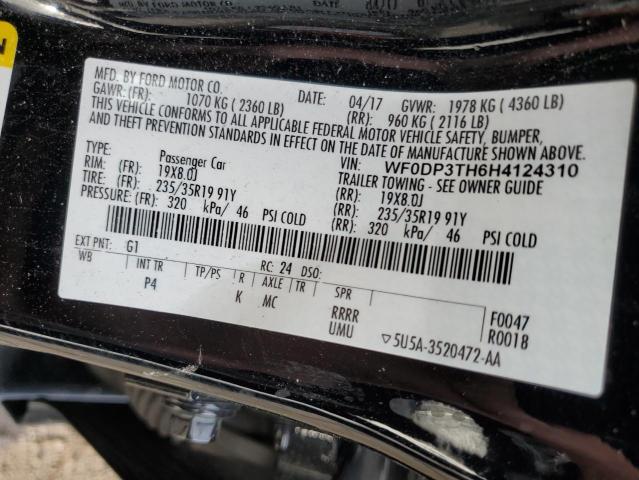 MFD. BY FORD MOTOR CO.
DATE: 04/17 GVWR: 1978 KG ( 4360 LB)
GAWR: (FR): 1070 KG ( 2360 LB) (RR): 960 KG ( 2116 LB)
THIS VEHICLE CONFORMS TO ALL APPLICABLE FEDERAL MOTOR VEHICLE SAFETY, BUMPER,
AND THEFT PREVENTION STANDARDS IN EFFECT ON THE DATE OF MANUFACTURE SHOWN ABOVE.
VIN: WF0DP3TH6H4124310
TYPE: Passenger Car TRAILER TOWING - SEE OWNER GUIDE
RIM: (FR): 19X8.0J (RR): 19X8.0J
TIRE: (FR): 235/35R19 91Y (RR): 235/35R19 91Y
PRESSURE: (FR): 320 kPa/ 46 PSI COLD (RR): 320 kPa/ 46 PSI COLD
EXT PNT: G1 RC: 24 DSO:
WB INT TR TP/PS R AXLE TR SPR
P4 K MC RRRR F0047
UMU R0018
5U5A-3520472-AA